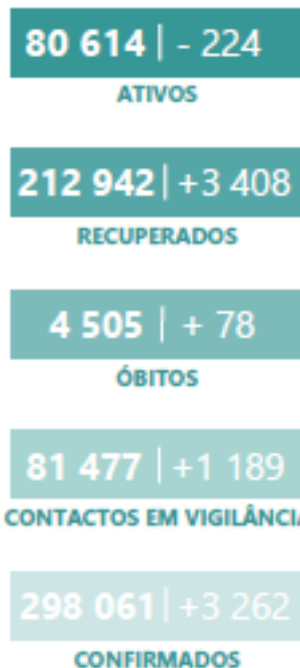 80 614 | - 224
ATIVOS
212 942 | +3 408
RECUPERADOS
4 505 | + 78
ÓBITOS
81 477 | +1 189
CONTACTOS EM VIGILÂNCIA
298 061 | +3 262
CONFIRMADOS